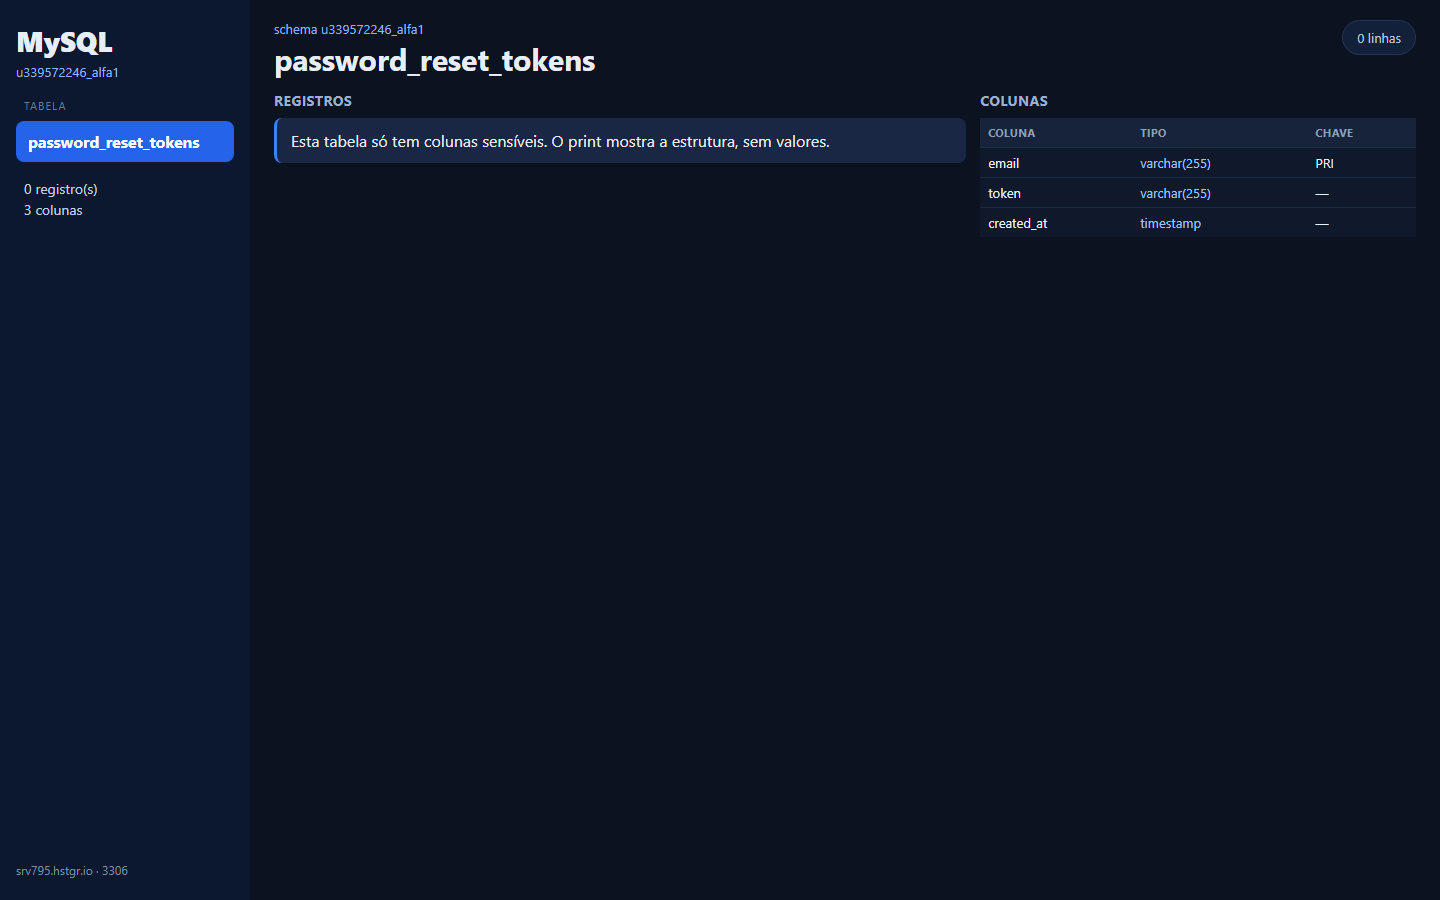 MySQL
u339572246_alfa1
TABELA
password_reset_tokens
0 registro(s)
3 colunas
srv795.hstgr.io · 3306
schema u339572246_alfa1
password_reset_tokens
0 linhas
REGISTROS
Esta tabela só tem colunas sensíveis. O print mostra a estrutura, sem valores.
COLUNAS
COLUNA TIPO CHAVE
email varchar(255) PRI
token varchar(255) —
created_at timestamp —